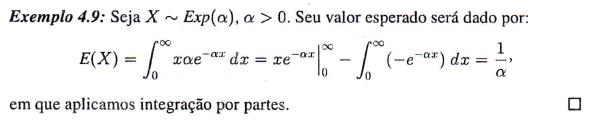 Exemplo 4.9: Seja X ∼ Exp(α), α > 0. Seu valor esperado será dado por:
E(X) = ∫₀^∞ xαe^{−αx} dx = xe^{−αx}|₀^∞ − ∫₀^∞ (−e^{−αx}) dx = 1/α,
em que aplicamos integração por partes. □